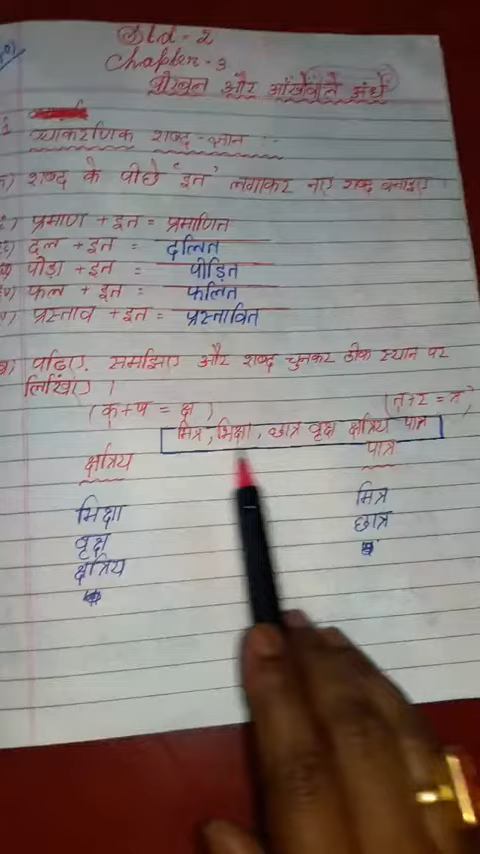 Std - 2
Chapter - 3
बीरबल और आँखोंवाले अंधे
व्याकरणिक शब्द-ज्ञान :-
शब्द के पीछे 'इत' लगाकर नए शब्द बनाइए
प्रमाण + इत = प्रमाणित
दल + इत = दलित
पीड़ा + इत = पीड़ित
फल + इत = फलित
प्रस्ताव + इत = प्रस्तावित
पढ़िए, समझिए और शब्द चुनकर ठीक स्थान पर
लिखिए ।
(क् + ष = क्ष) (त् + र = त्र)
मित्र, भिक्षा, छात्र वृक्ष क्षत्रिय पात्र
क्षत्रिय पात्र
भिक्षा मित्र
वृक्ष छात्र
क्षत्रिय